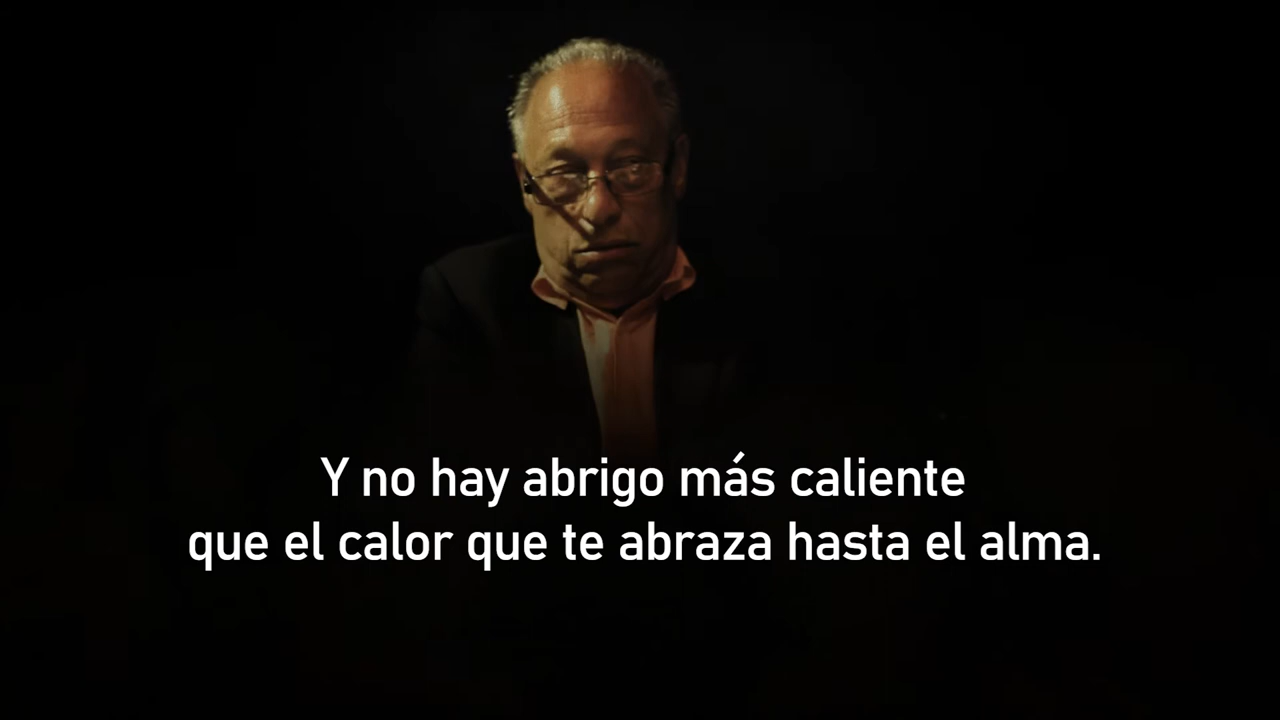 Y no hay abrigo más caliente
que el calor que te abraza hasta el alma.